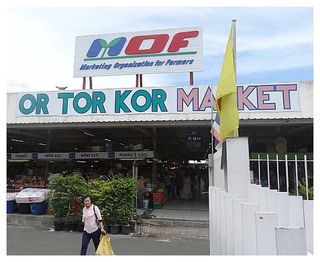 MOF
Marketing Organization for Farmers
OR TOR KOR MARKET